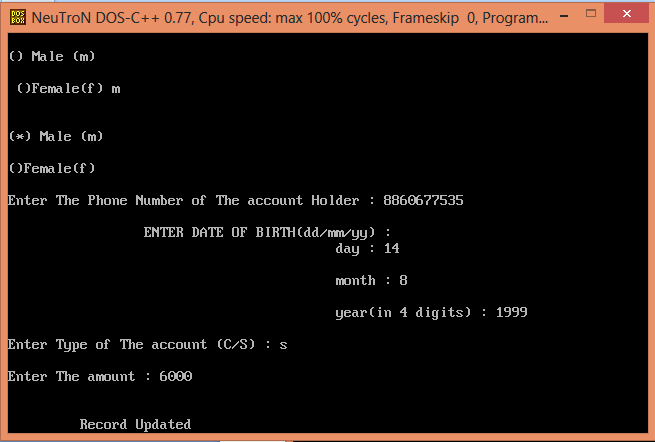 DOS BOX NeuTroN DOS-C++ 0.77, Cpu speed: max 100% cycles, Frameskip 0, Program...
() Male (m)
()Female(f) m
(*) Male (m)
()Female(f)
Enter The Phone Number of The account Holder : 8860677535
ENTER DATE OF BIRTH(dd/mm/yy) :
day : 14
month : 8
year(in 4 digits) : 1999
Enter Type of The account (C/S) : s
Enter The amount : 6000
Record Updated